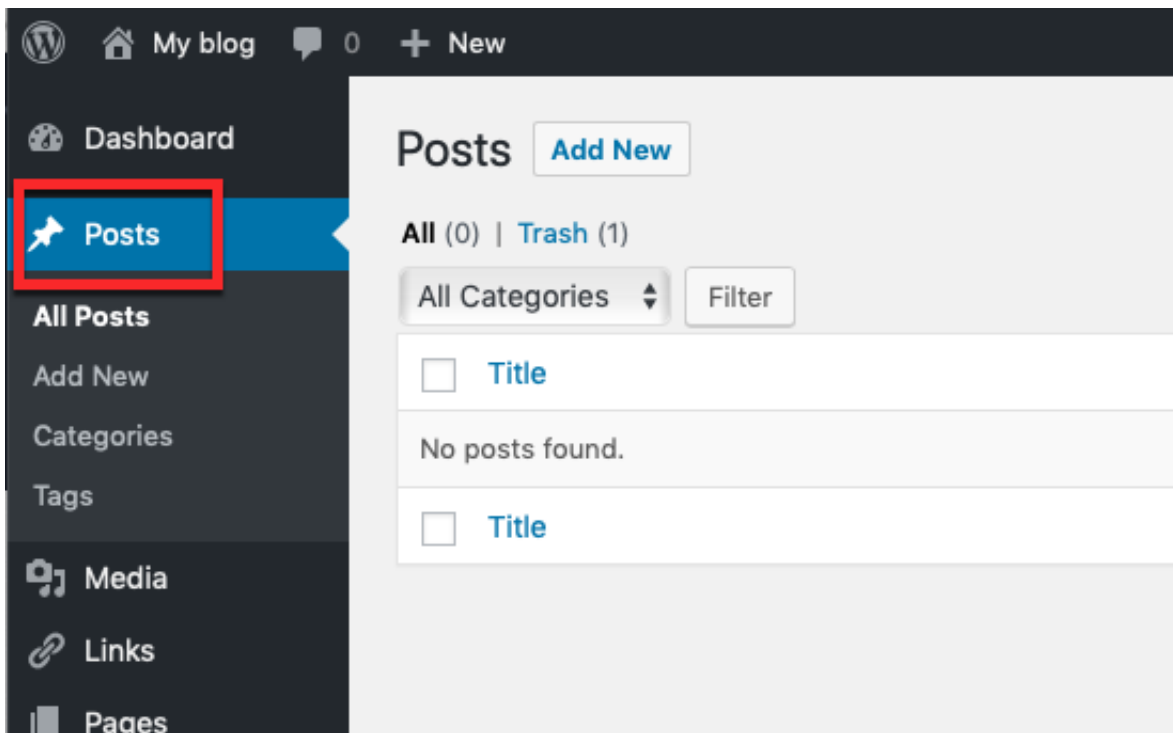 My blog 0 New
Dashboard
Posts
All Posts
Add New
Categories
Tags
Media
Links
Pages
Posts Add New
All (0) | Trash (1)
All Categories Filter
Title
No posts found.
Title